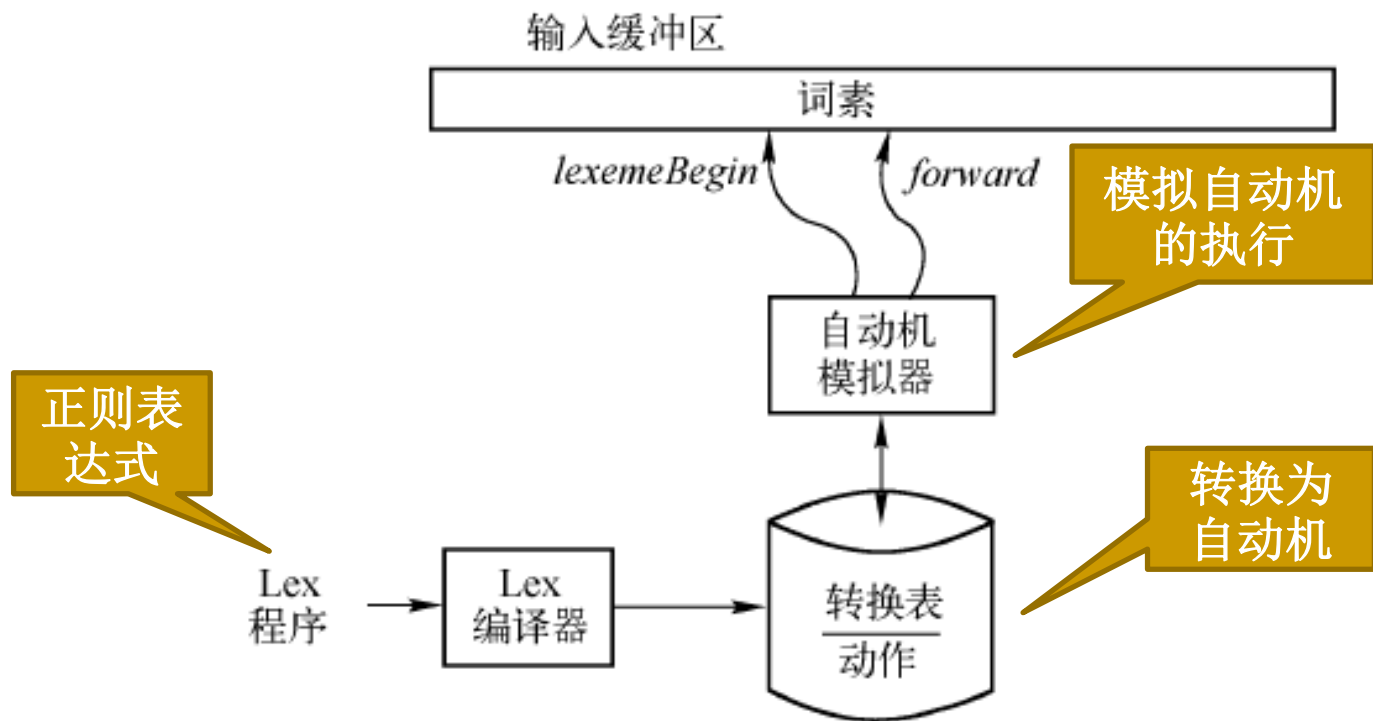 输入缓冲区
词素
lexemeBegin
forward
模拟自动机
的执行
自动机
模拟器
正则表
达式
转换为
自动机
Lex
程序
Lex
编译器
转换表
动作